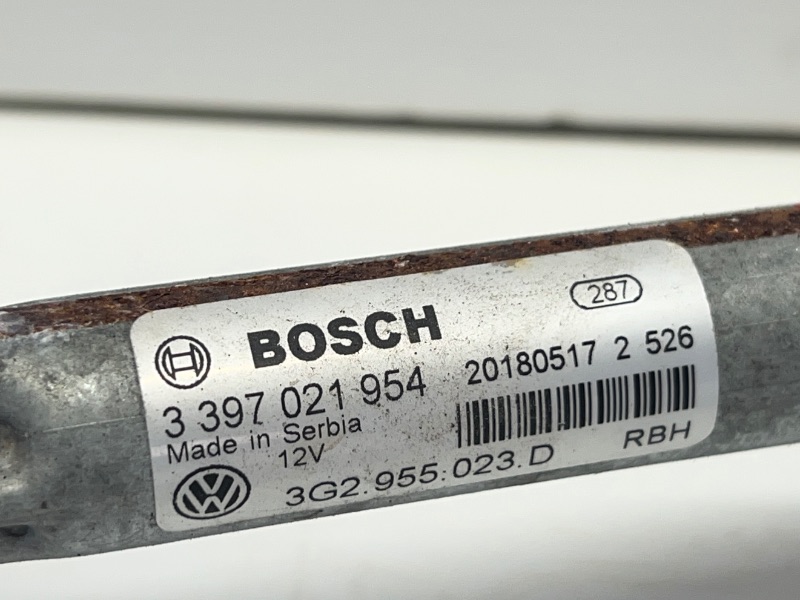 287
BOSCH
3 397 021 954
20180517 2 526
Made in Serbia
12V
3G2.955.023.D
RBH